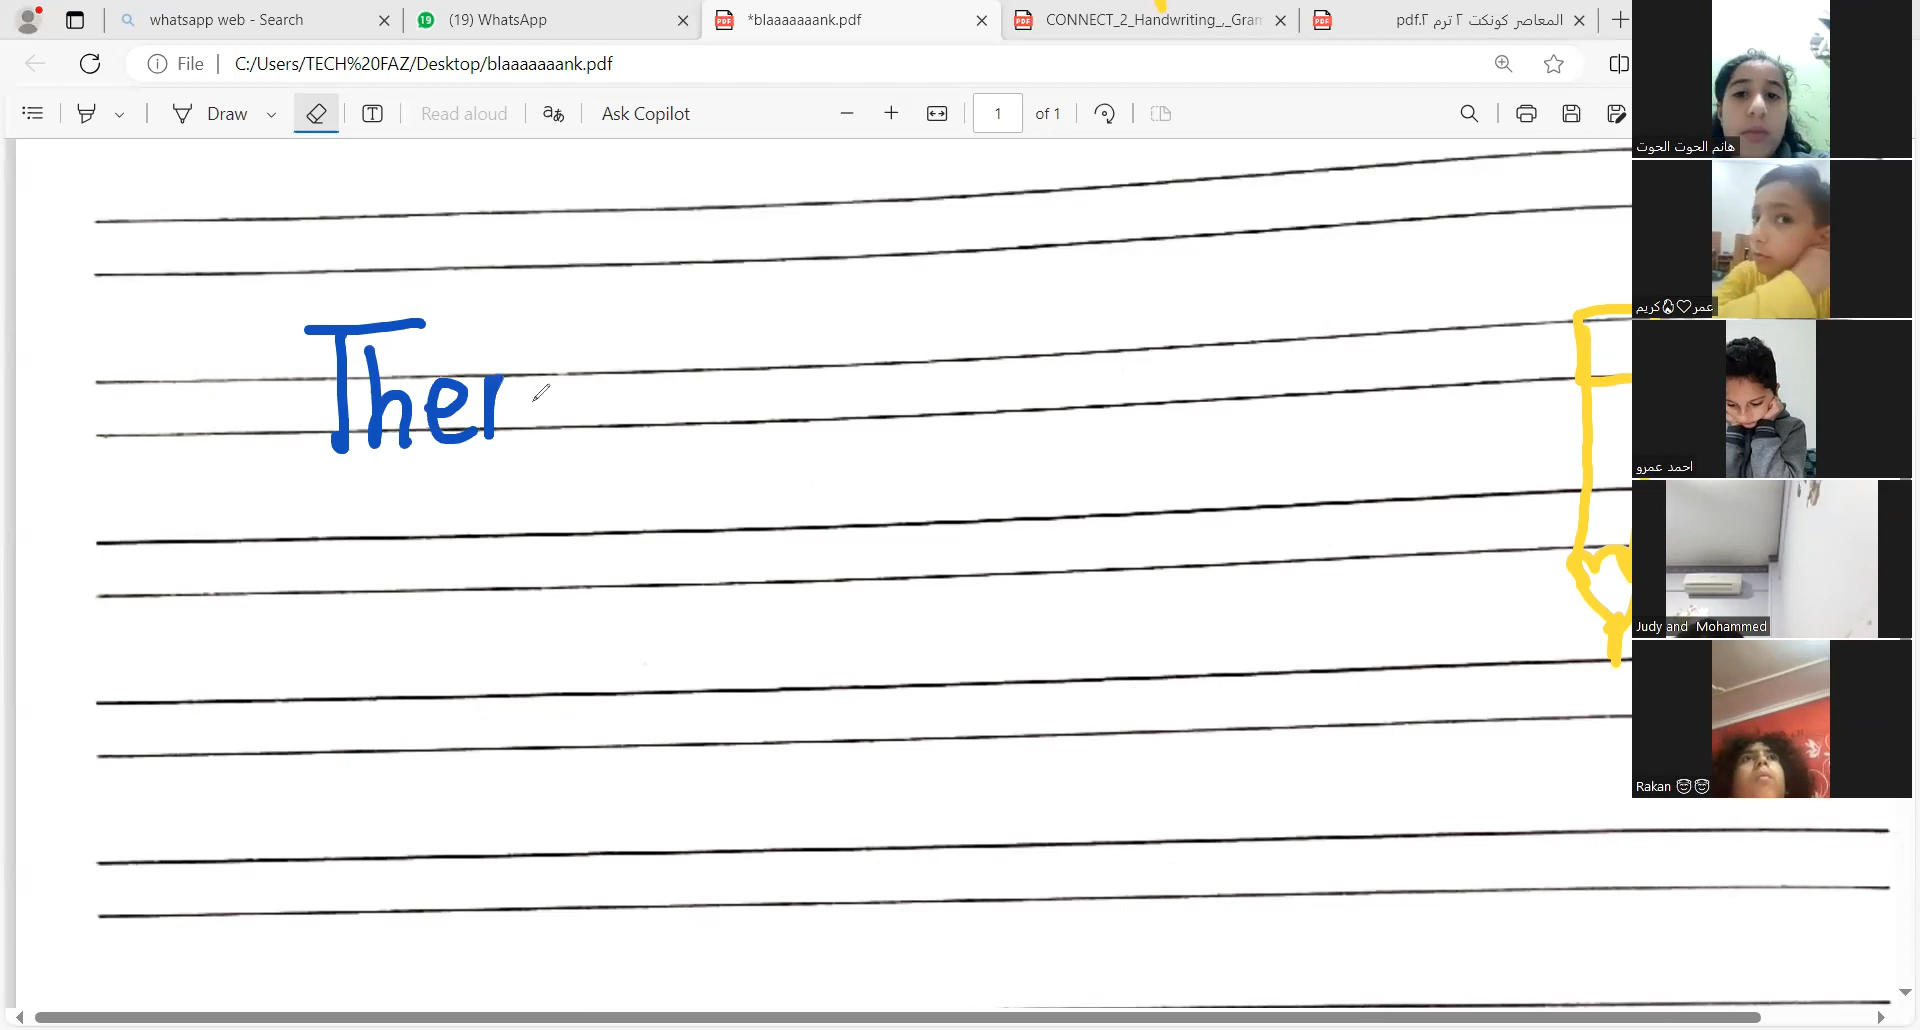 whatsapp web - Search
(19) WhatsApp
*blaaaaaaank.pdf
CONNECT_2_Handwriting_,_Gran
المعاصر كونكت ٢ ترم ٢.pdf
File
C:/Users/TECH%20FAZ/Desktop/blaaaaaaank.pdf
Draw
Read aloud
Ask Copilot
1
of 1
Ther
هانم الحوت الحوت
عمر كريم
احمد عمرو
Judy and Mohammed
Rakan